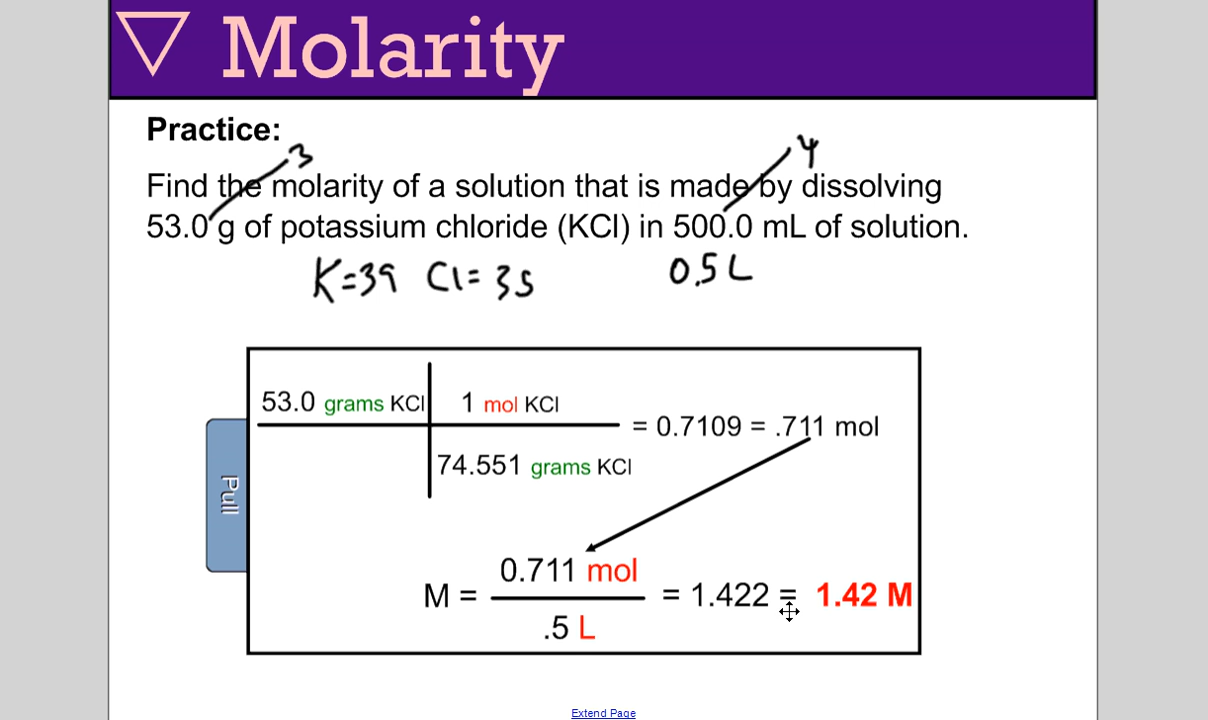 Molarity
Practice:
3 4
Find the molarity of a solution that is made by dissolving
53.0 g of potassium chloride (KCl) in 500.0 mL of solution.
K=39 Cl=35 0.5 L
53.0 grams KCl 1 mol KCl
= 0.7109 = .711 mol
74.551 grams KCl
Pull
0.711 mol
M = = 1.422 = 1.42 M
.5 L
Extend Page